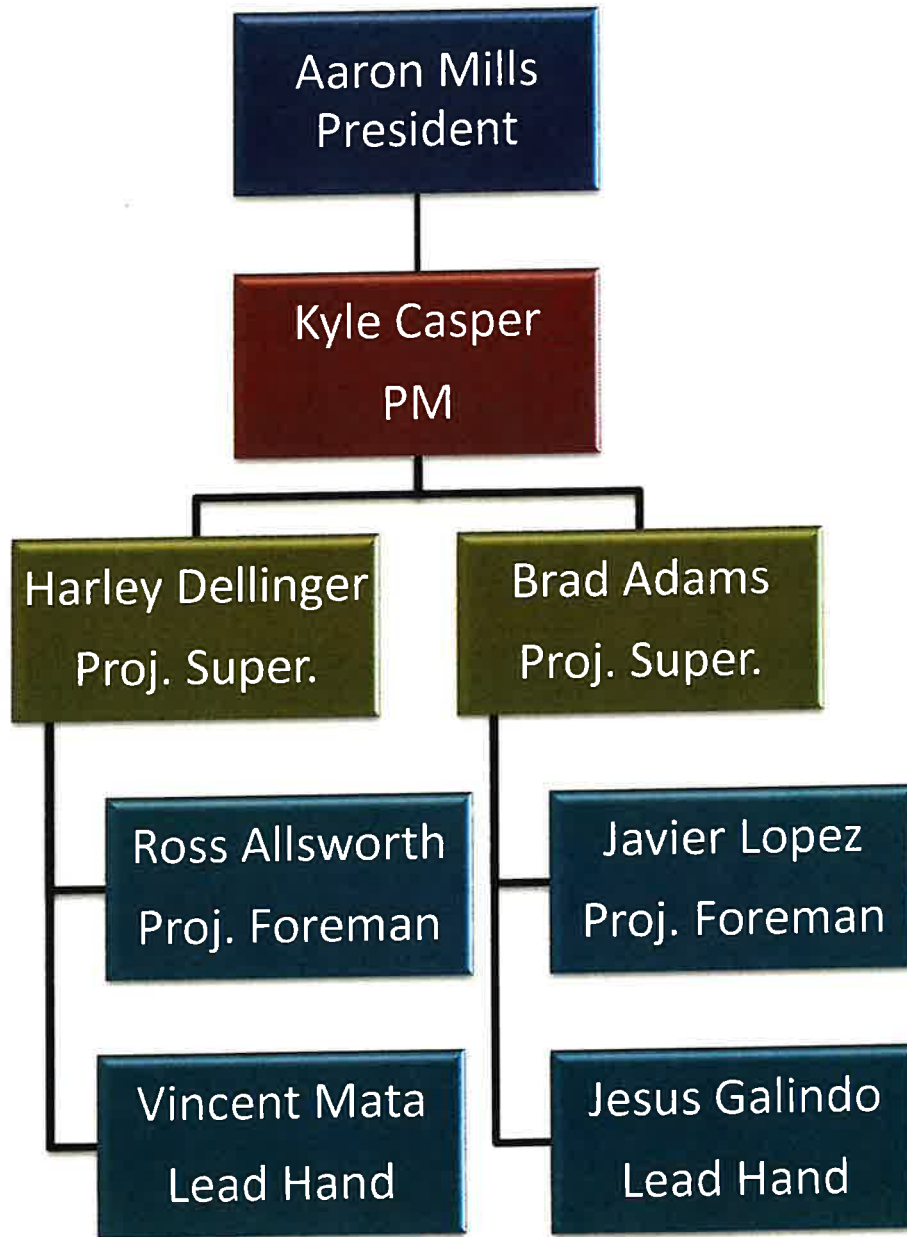 Aaron Mills
President
Kyle Casper
PM
Harley Dellinger
Proj. Super.
Brad Adams
Proj. Super.
Ross Allsworth
Proj. Foreman
Javier Lopez
Proj. Foreman
Vincent Mata
Lead Hand
Jesus Galindo
Lead Hand